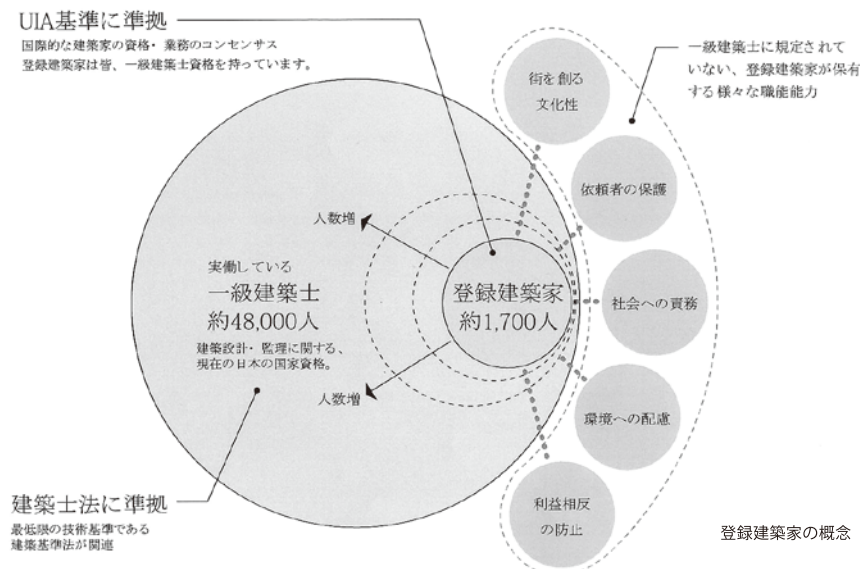 UIA基準に準拠
国際的な建築家の資格・業務のコンセンサス
登録建築家は皆、一級建築士資格を持っています。
街を創る
文化性
一級建築士に規定されて
いない、登録建築家が保有
する様々な職能能力
依頼者の保護
人数増
実働している
一級建築士
約48,000人
建築設計・監理に関する、
現在の日本の国家資格。
登録建築家
約1,700人
社会への責務
人数増
環境への配慮
建築士法に準拠
最低限の技術基準である
建築基準法が関連
利益相反
の防止
登録建築家の概念